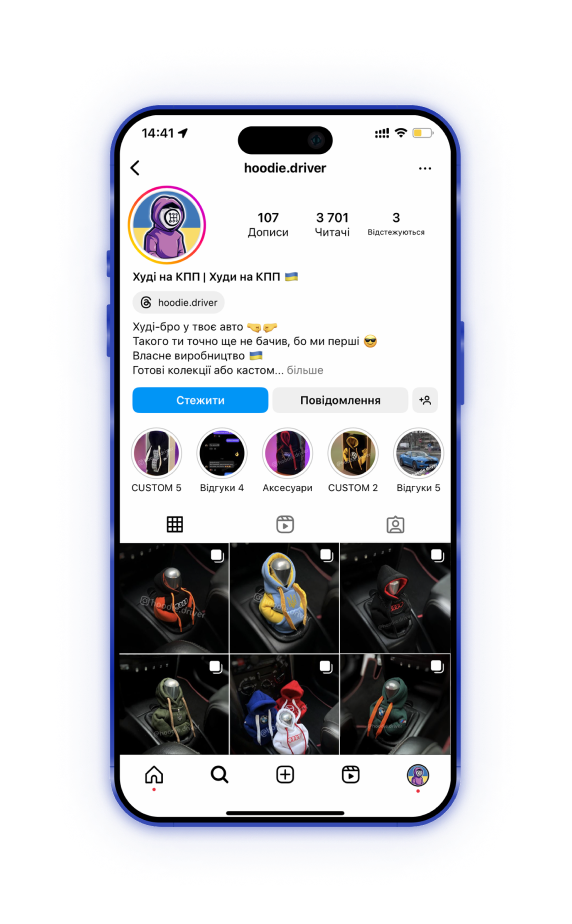 14:41
hoodie.driver
107
Дописи
3 701
Читачі
3
Відстежуються
Худі на КПП | Худи на КПП 🇺🇦
hoodie.driver
Худі-бро у твоє авто 🤜🤛
Такого ти точно ще не бачив, бо ми перші 😎
Власне виробництво 🇺🇦
Готові колекції або кастом... більше
Стежити
Повідомлення
CUSTOM 5
Відгуки 4
Аксесуари
CUSTOM 2
Відгуки 5